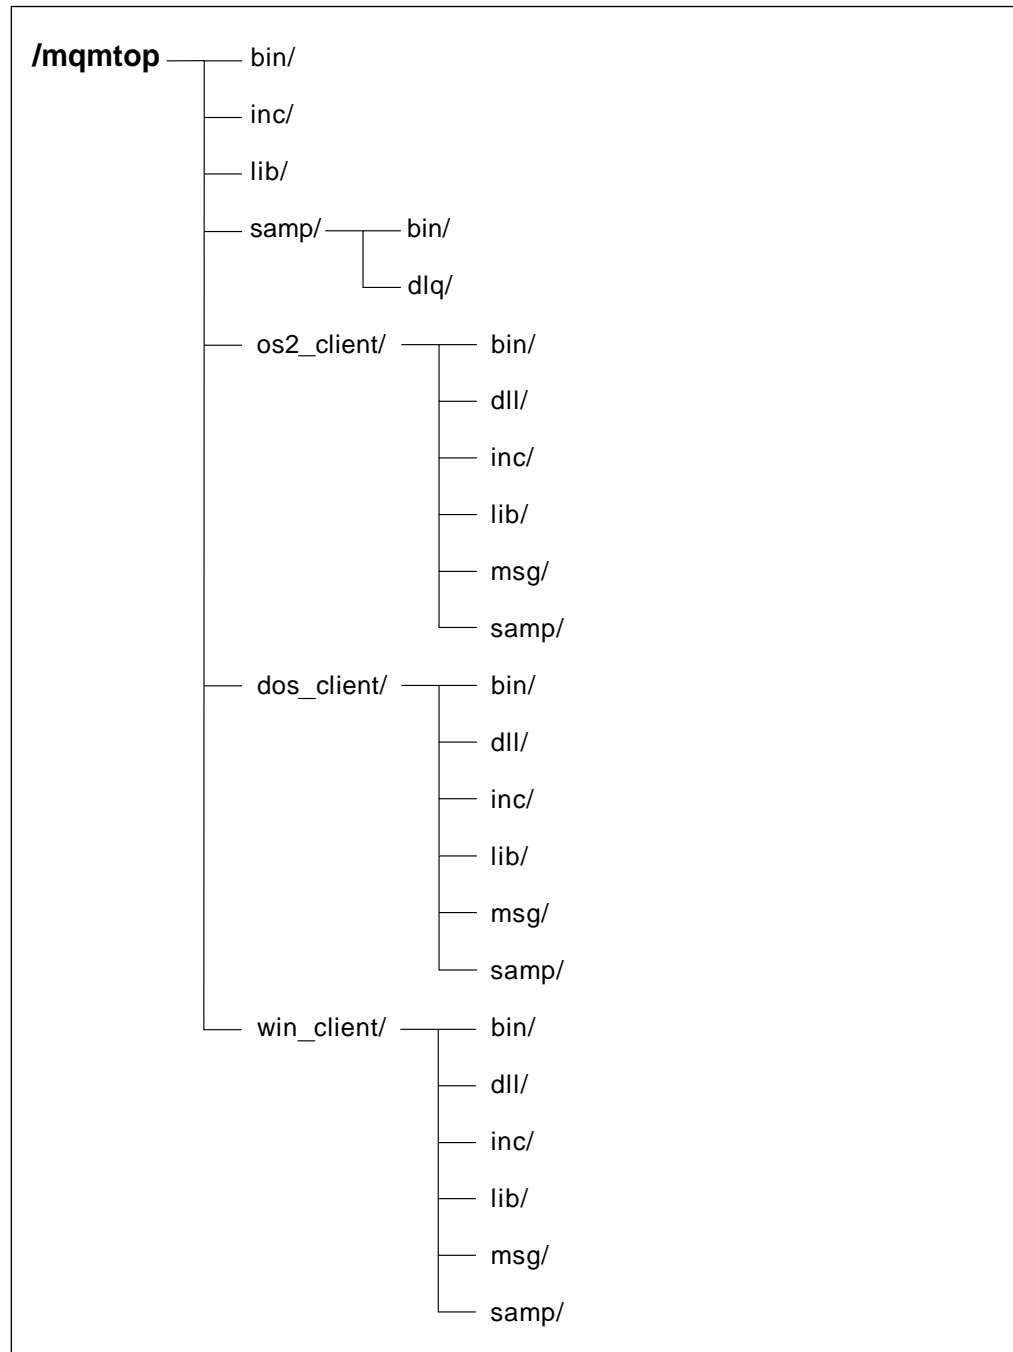 /mqmtop bin/
inc/
lib/
samp/ bin/
dlq/
os2_client/ bin/
dll/
inc/
lib/
msg/
samp/
dos_client/ bin/
dll/
inc/
lib/
msg/
samp/
win_client/ bin/
dll/
inc/
lib/
msg/
samp/